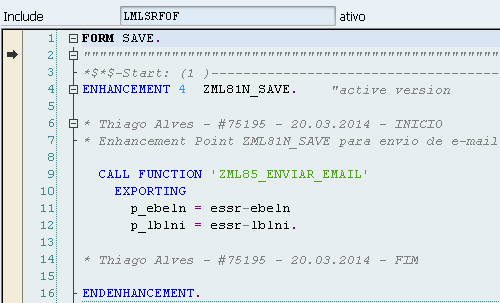 Include LMLSRF0F ativo
1 FORM SAVE.
2 """"""""""""""""""""""""""""""""""""""""""""""""""""""""""
3 *$*$-Start: (1 )--------------------------------------------
4 ENHANCEMENT 4  ZML81N_SAVE.    "active version
5
6 * Thiago Alves - #75195 - 20.03.2014 - INICIO
7 * Enhancement Point ZML81N_SAVE para envio de e-mail
8
9 CALL FUNCTION 'ZML85_ENVIAR_EMAIL'
10 EXPORTING
11 p_ebeln = essr-ebeln
12 p_lblni = essr-lblni.
13
14 * Thiago Alves - #75195 - 20.03.2014 - FIM
15
16 ENDENHANCEMENT.